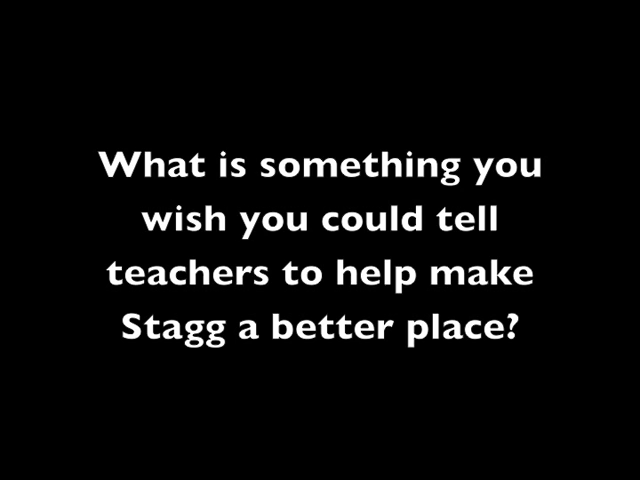 What is something you
wish you could tell
teachers to help make
Stagg a better place?